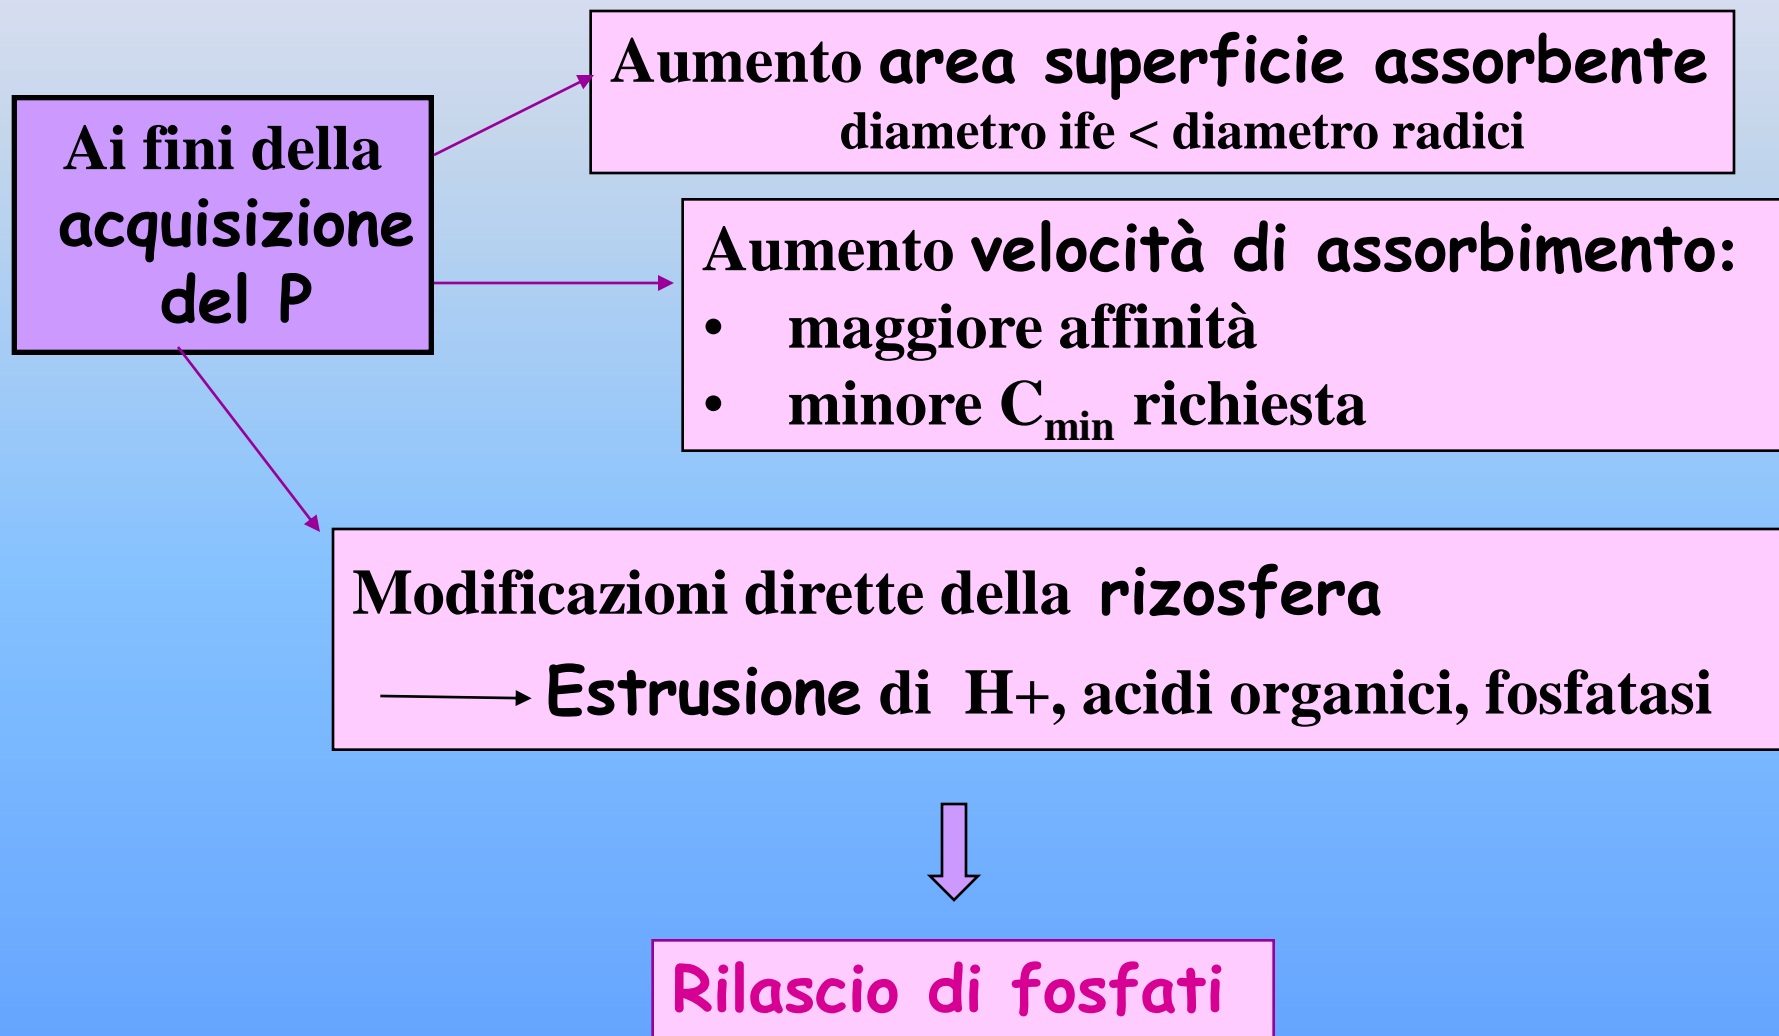 Ai fini della
acquisizione
del P
Aumento area superficie assorbente
diametro ife < diametro radici
Aumento velocità di assorbimento:
• maggiore affinità
• minore Cmin richiesta
Modificazioni dirette della rizosfera
Estrusione di H+, acidi organici, fosfatasi
Rilascio di fosfati